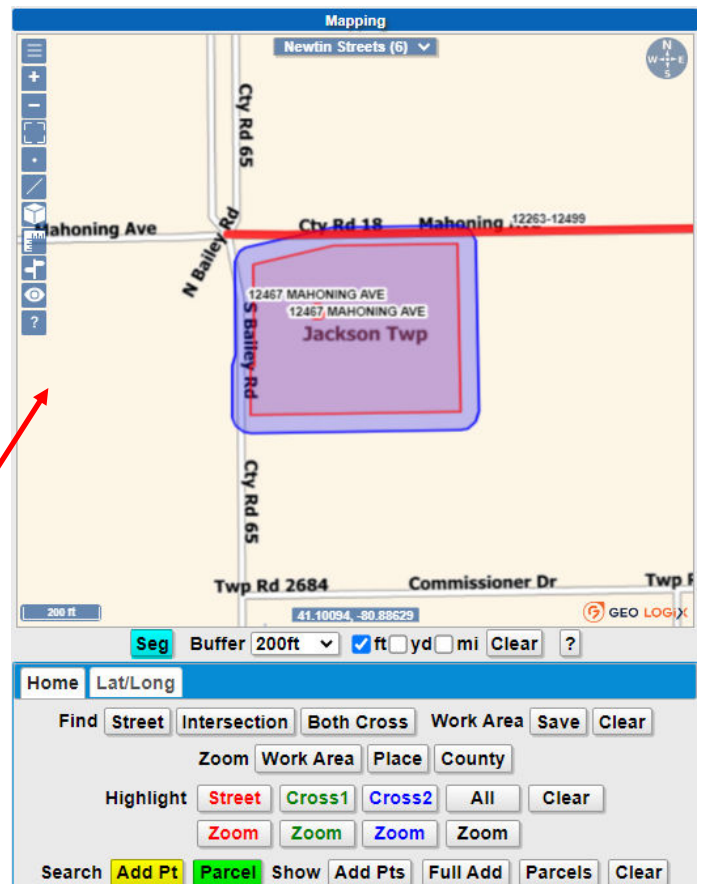 Mapping
Newtin Streets (6)
N
W E
S
Cty Rd 65
Mahoning Ave
N Bailey Rd
Cty Rd 18
Mahoning
12263-12499
12467 MAHONING AVE
12467 MAHONING AVE
Jackson Twp
S Bailey Rd
Cty Rd 65
?
Twp Rd 2684
Commissioner Dr
Twp
200 ft
41.10094, -80.88629
GEO LOGIX
Seg Buffer 200ft ft yd mi Clear ?
Home Lat/Long
Find Street Intersection Both Cross Work Area Save Clear
Zoom Work Area Place County
Highlight Street Cross1 Cross2 All Clear
Zoom Zoom Zoom Zoom
Search Add Pt Parcel Show Add Pts Full Add Parcels Clear